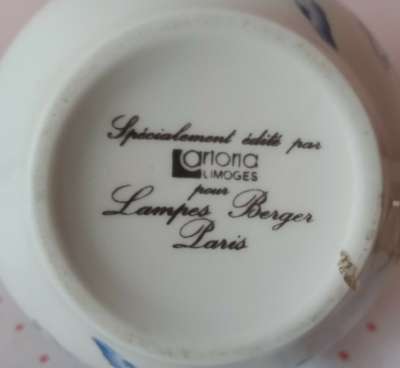 Spécialement édité par
artoria
LIMOGES
pour
Lampes Berger
Paris